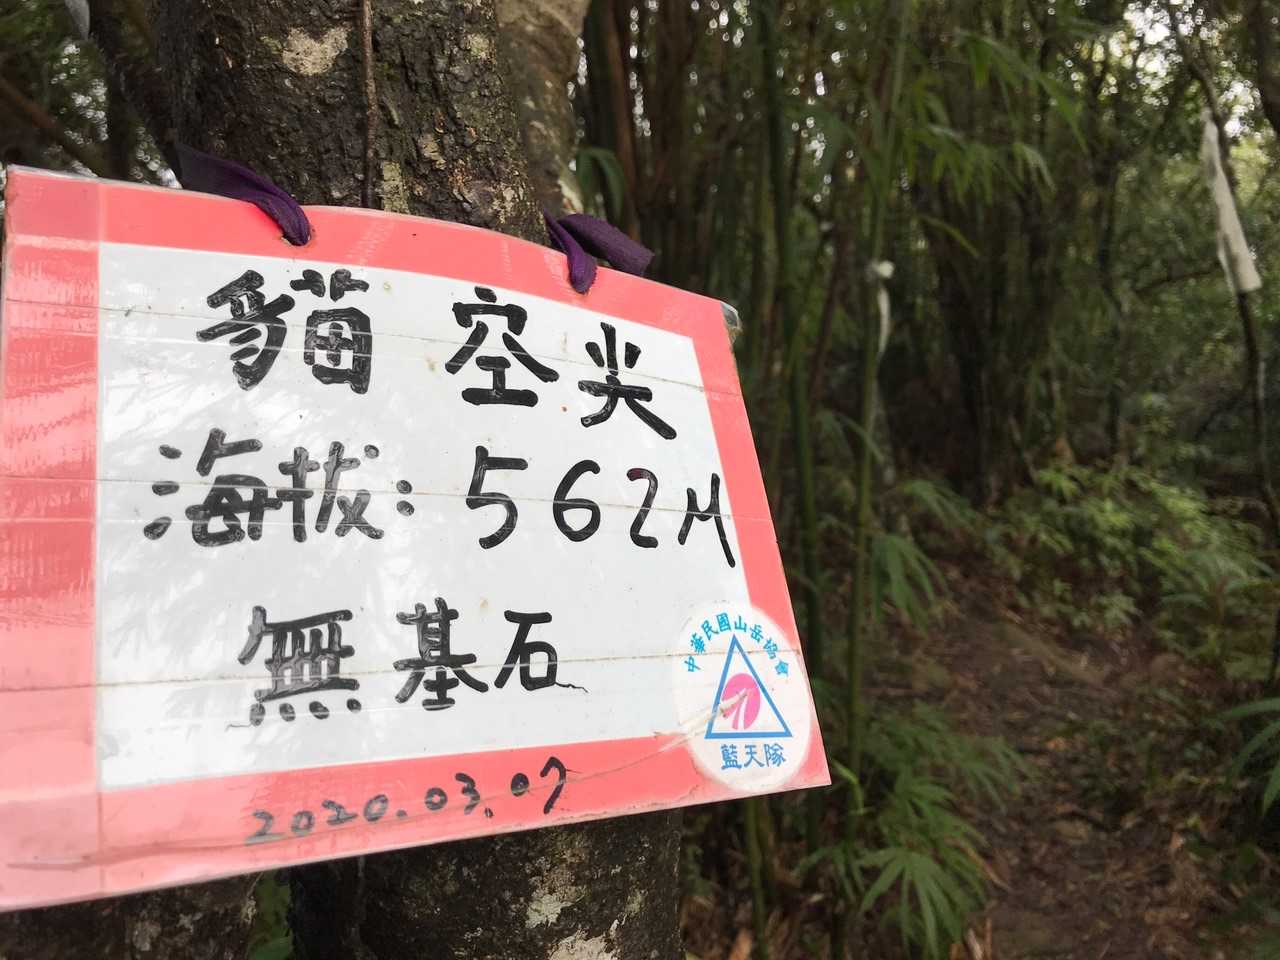 貓空尖
海拔：562M
無基石
中華民國山岳協會
藍天隊
2020.03.07